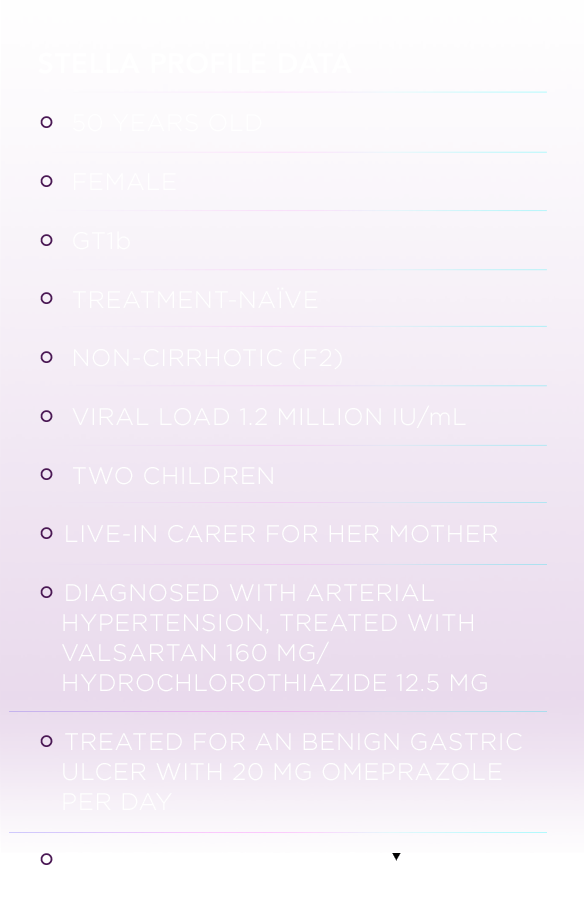 STELLA PROFILE DATA
50 YEARS OLD
FEMALE
GT1b
TREATMENT-NAÏVE
NON-CIRRHOTIC (F2)
VIRAL LOAD 1.2 MILLION IU/mL
TWO CHILDREN
LIVE-IN CARER FOR HER MOTHER
DIAGNOSED WITH ARTERIAL
HYPERTENSION, TREATED WITH
VALSARTAN 160 MG/
HYDROCHLOROTHIAZIDE 12.5 MG
TREATED FOR AN BENIGN GASTRIC
ULCER WITH 20 MG OMEPRAZOLE
PER DAY